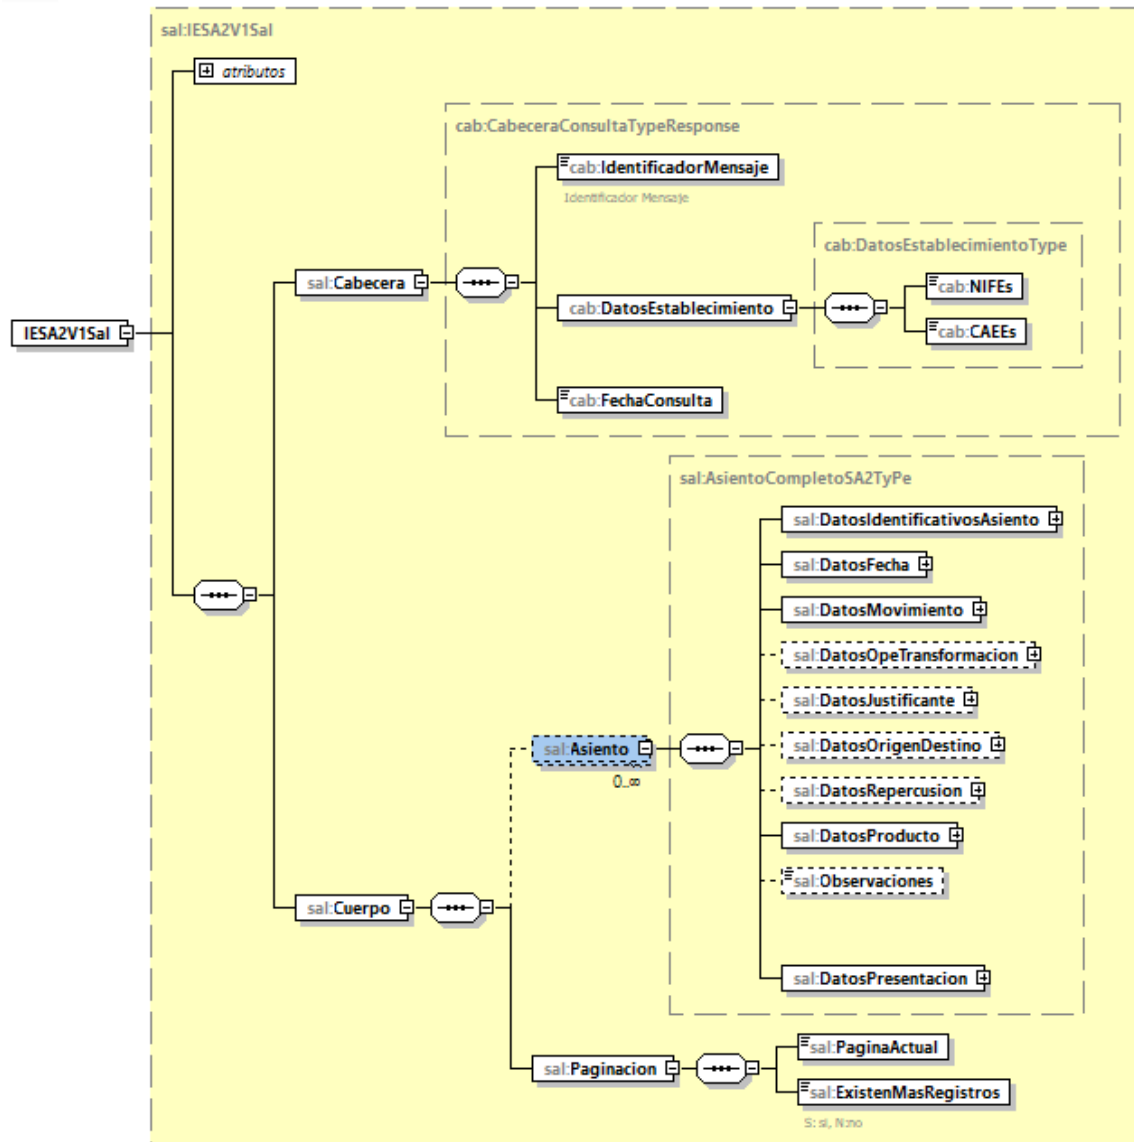 sal:IESA2V1Sal
atributos
cab:CabeceraConsultaTypeResponse
cab:IdentificadorMensaje
Identificador Mensaje
cab:DatosEstablecimientoType
cab:NIFEs
sal:Cabecera
cab:DatosEstablecimiento
cab:CAEEs
IESA2V1Sal
cab:FechaConsulta
sal:AsientoCompletoSA2TyPe
sal:DatosIdentificativosAsiento
sal:DatosFecha
sal:DatosMovimiento
sal:DatosOpeTransformacion
sal:DatosJustificante
sal:DatosOrigenDestino
sal:Asiento
0..∞
sal:DatosRepercusion
sal:DatosProducto
sal:Observaciones
sal:Cuerpo
sal:DatosPresentacion
sal:PaginaActual
sal:Paginacion
sal:ExistenMasRegistros
S: si, N:no